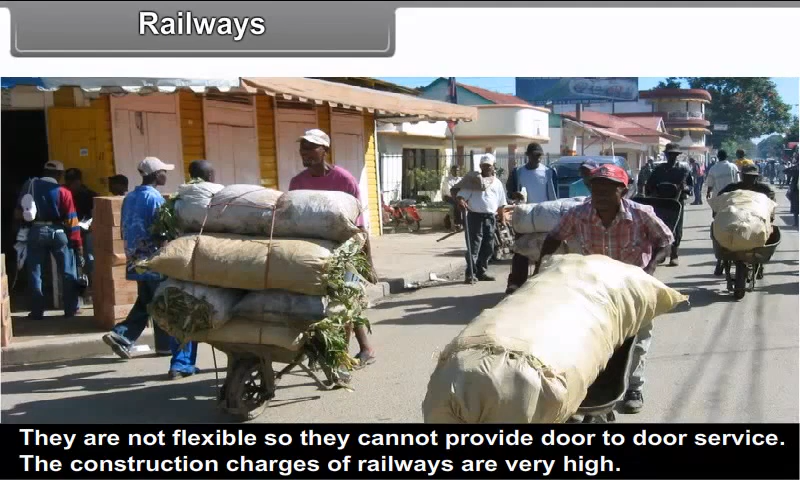 Railways
They are not flexible so they cannot provide door to door service.
The construction charges of railways are very high.